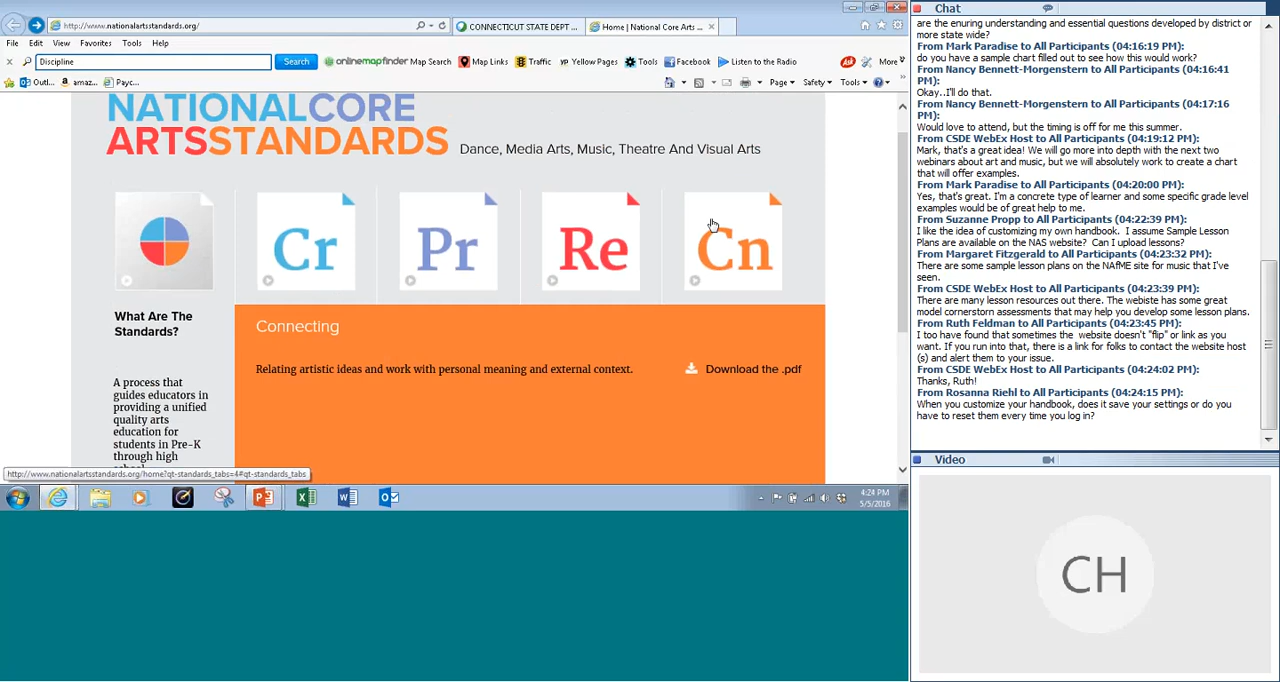 http://www.nationalartsstandards.org/
CONNECTICUT STATE DEPT ...
Home | National Core Arts ...
File Edit View Favorites Tools Help
Discipline
Search
onlinemapfinder Map Search
Map Links
Traffic
YP Yellow Pages
Tools
Facebook
Listen to the Radio
Ask
More
Outl...
amaz...
Payc...
Page
Safety
Tools
NATIONALCORE
ARTSSTANDARDS
Dance, Media Arts, Music, Theatre And Visual Arts
Cr
Pr
Re
Cn
What Are The
Standards?
A process that
guides educators in
providing a unified
quality arts
education for
students in Pre-K
through high
school
Connecting
Relating artistic ideas and work with personal meaning and external context.
Download the .pdf
http://www.nationalartsstandards.org/home?qt-standards_tabs=4#qt-standards_tabs
4:24 PM
5/5/2016
Chat
are the enuring understanding and essential questions developed by district or
more state wide?
From Mark Paradise to All Participants (04:16:19 PM):
do you have a sample chart filled out to see how this would work?
From Nancy Bennett-Morgenstern to All Participants (04:16:41
PM):
Okay..I'll do that.
From Nancy Bennett-Morgenstern to All Participants (04:17:16
PM):
Would love to attend, but the timing is off for me this summer.
From CSDE WebEx Host to All Participants (04:19:12 PM):
Mark, that's a great idea! We will go more into depth with the next two
webinars about art and music, but we will absolutely work to create a chart
that will offer examples.
From Mark Paradise to All Participants (04:20:00 PM):
Yes, that's great. I'm a concrete type of learner and some specific grade level
examples would be of great help to me.
From Suzanne Propp to All Participants (04:22:39 PM):
I like the idea of customizing my own handbook. I assume Sample Lesson
Plans are available on the NAS website? Can I upload lessons?
From Margaret Fitzgerald to All Participants (04:23:32 PM):
There are some sample lesson plans on the NAfME site for music that I've
seen.
From CSDE WebEx Host to All Participants (04:23:39 PM):
There are many lesson resources out there. The webiste has some great
model cornerstorn assessments that may help you develop some lesson plans.
From Ruth Feldman to All Participants (04:23:45 PM):
I too have found that sometimes the website doesn't "flip" or link as you
want. If you run into that, there is a link for folks to contact the website host
(s) and alert them to your issue.
From CSDE WebEx Host to All Participants (04:24:02 PM):
Thanks, Ruth!
From Rosanna Riehl to All Participants (04:24:15 PM):
When you customize your handbook, does it save your settings or do you
have to reset them every time you log in?
Video
CH